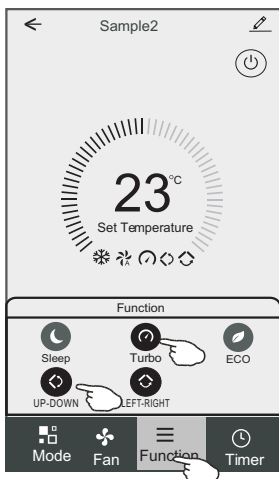 Sample2
23°C
Set Temperature
A
Function
Sleep Turbo ECO
UP-DOWN LEFT-RIGHT
Mode Fan Function Timer